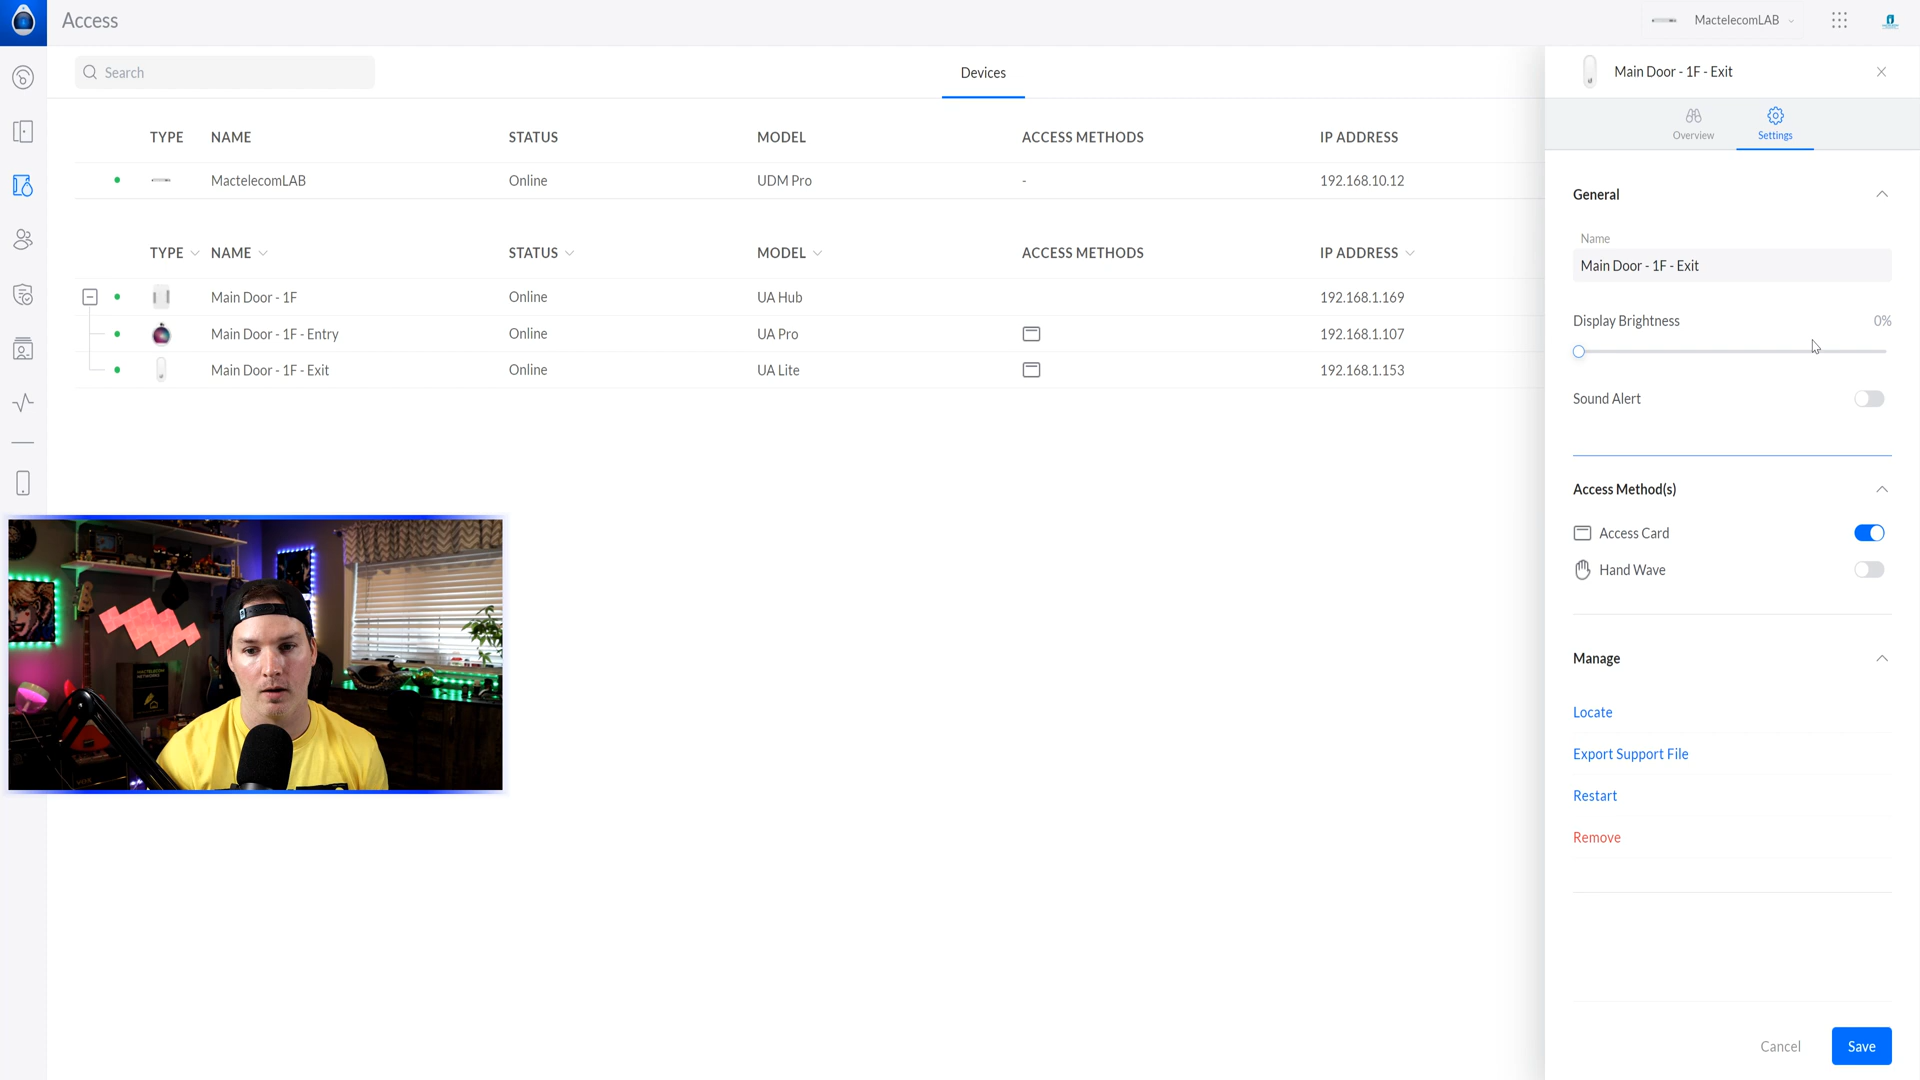 Access
MactelecomLAB
Search
Devices
Main Door - 1F - Exit
Overview
Settings
TYPE NAME STATUS MODEL ACCESS METHODS IP ADDRESS
MactelecomLAB Online UDM Pro - 192.168.10.12
TYPE NAME STATUS MODEL ACCESS METHODS IP ADDRESS
Main Door - 1F Online UA Hub 192.168.1.169
Main Door - 1F - Entry Online UA Pro 192.168.1.107
Main Door - 1F - Exit Online UA Lite 192.168.1.153
General
Name
Main Door - 1F - Exit
Display Brightness 0%
Sound Alert
Access Method(s)
Access Card
Hand Wave
Manage
Locate
Export Support File
Restart
Remove
Cancel Save
MACTELECOM
NETWORKS
VOX